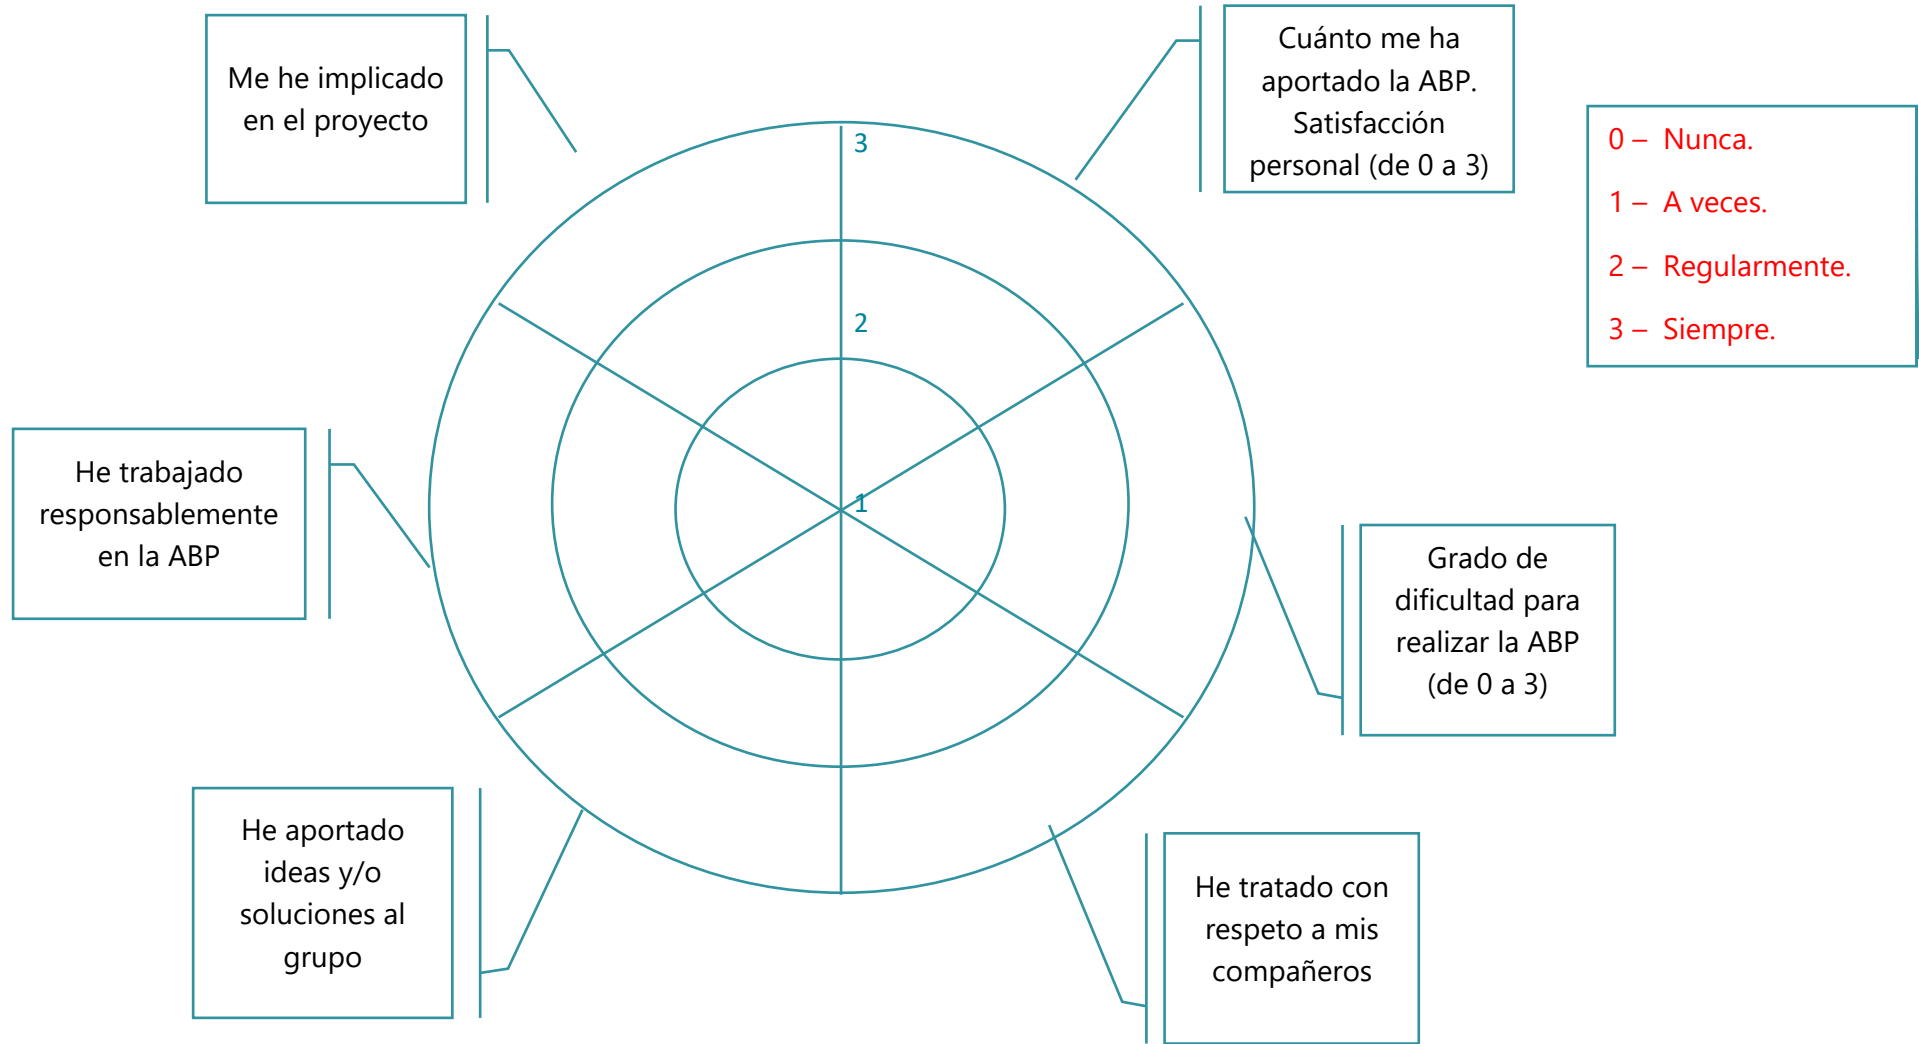 Me he implicado
en el proyecto
Cuánto me ha
aportado la ABP.
Satisfacción
personal (de 0 a 3)
0 – Nunca.
1 – A veces.
2 – Regularmente.
3 – Siempre.
3
2
1
He trabajado
responsablemente
en la ABP
Grado de
dificultad para
realizar la ABP
(de 0 a 3)
He aportado
ideas y/o
soluciones al
grupo
He tratado con
respeto a mis
compañeros